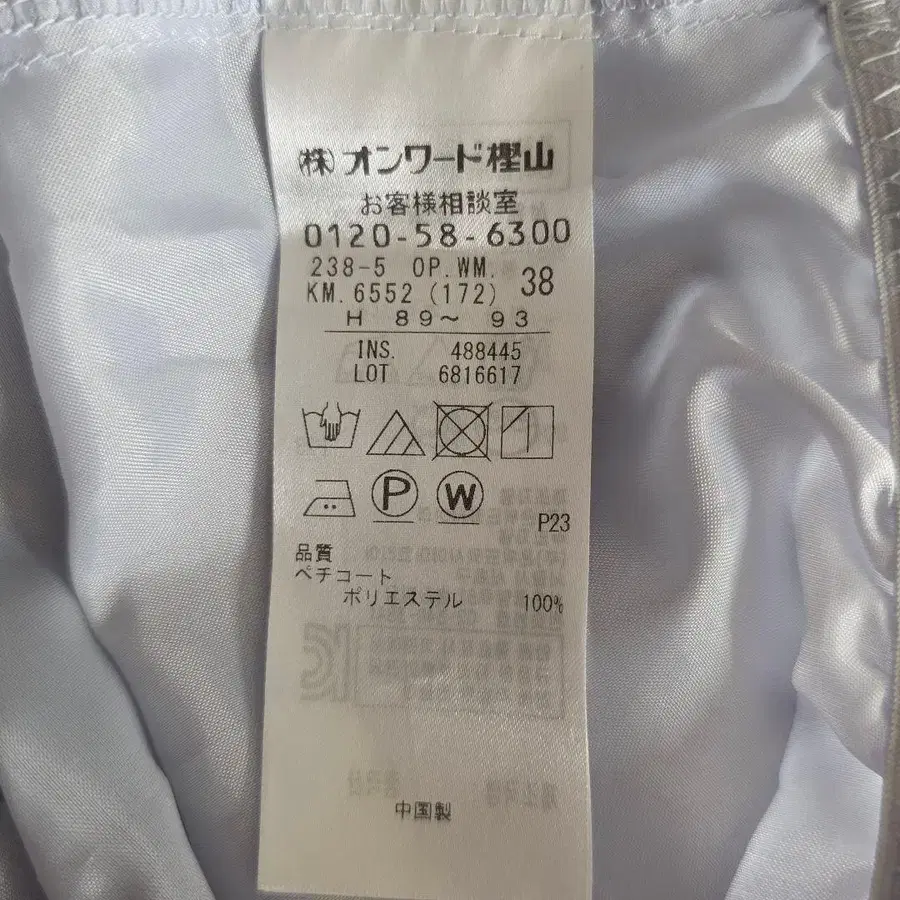 ㈱オンワード樫山
お客様相談室
0120-58-6300
238-5 OP.WM.
KM.6552 (172) 38
H 89〜 93
INS. 488445
LOT 6816617
P W
P23
品質
ペチコート
ポリエステル 100%
中国製